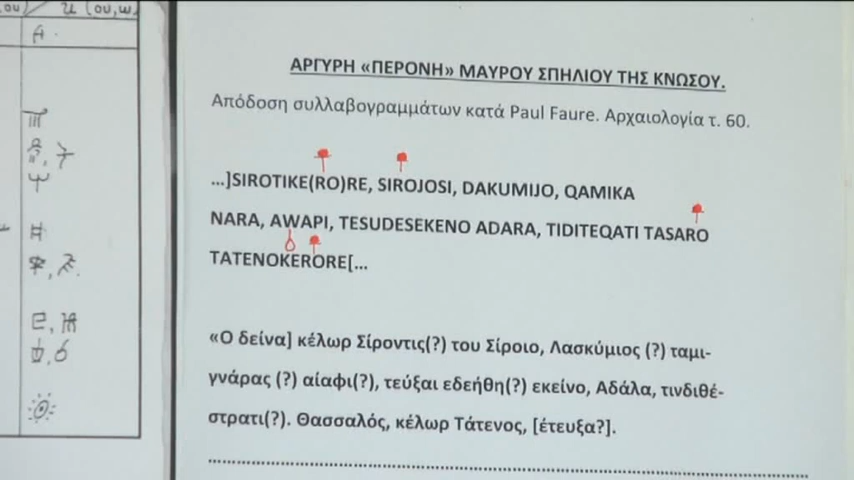 ου) υ (ου, ω.
Α.
ΑΡΓΥΡΗ «ΠΕΡΟΝΗ» ΜΑΥΡΟΥ ΣΠΗΛΙΟΥ ΤΗΣ ΚΝΩΣΟΥ.
Απόδοση συλλαβογραμμάτων κατά Paul Faure. Αρχαιολογία τ. 60.
...]SIROTIKE(RO)RE, SIROJOSI, DAKUMIJO, QAMIKA
NARA, AWAPI, TESUDESEKENO ADARA, TIDITEQATI TASARO
TATENOKERORE[...
«Ο δείνα] κέλωρ Σίροντις(?) του Σίροιο, Λασκύμιος (?) ταμι-
γνάρας (?) αίαφι(?), τεύξαι εδεήθη(?) εκείνο, Αδάλα, τινδιθέ-
στρατι(?). Θασσαλός, κέλωρ Τάτενος, [έτευξα?].